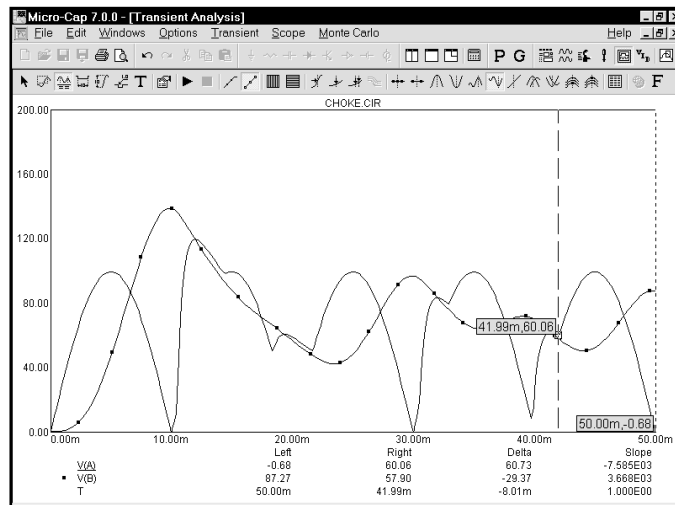 Micro-Cap 7.0.0 - [Transient Analysis]
File Edit Windows Options Transient Scope Monte Carlo Help
P G
T F
CHOKE.CIR
200.00
160.00
120.00
80.00
40.00
0.00
41.99m,60.06
50.00m,-0.68
0.00m 10.00m 20.00m 30.00m 40.00m 50.00m
Left Right Delta Slope
V(A) -0.68 60.06 60.73 -7.585E03
V(B) 87.27 57.90 -29.37 3.668E03
T 50.00m 41.99m -8.01m 1.000E00